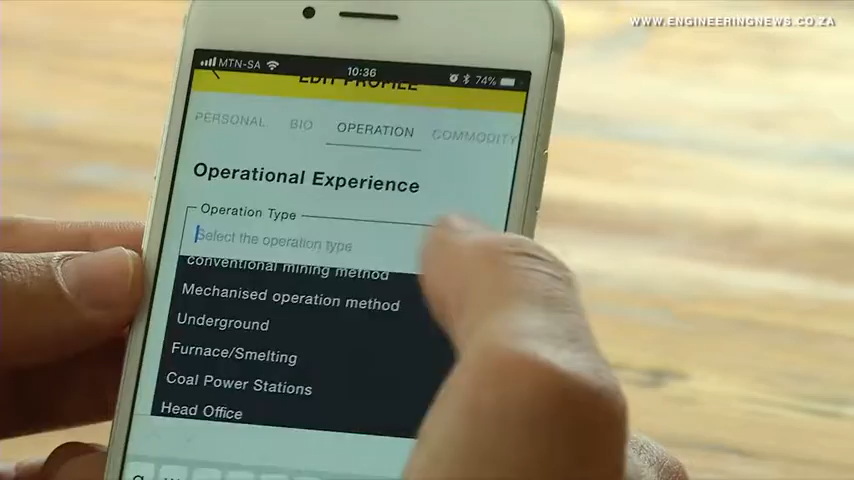 WWW.ENGINEERINGNEWS.CO.ZA
MTN-SA 10:36 74%
EDIT PROFILE
PERSONAL BIO OPERATION COMMODITY
Operational Experience
Operation Type
Select the operation type
conventional mining method
Mechanised operation method
Underground
Furnace/Smelting
Coal Power Stations
Head Office